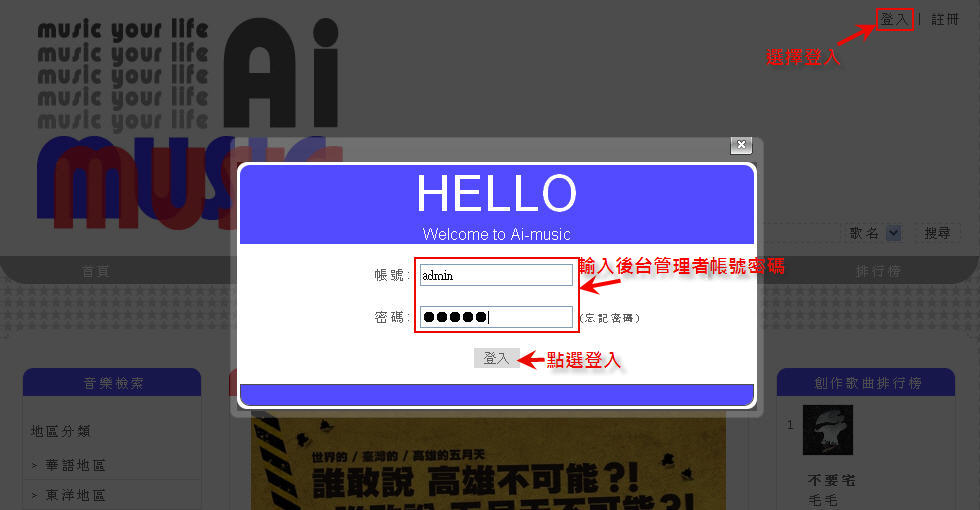 music your life
music your life
music your life
music your life
music your life
Ai
music
登入 | 註冊
選擇登入
HELLO
Welcome to Ai-music
歌名
搜尋
首頁
排行榜
帳號:
admin
輸入後台管理者帳號密碼
密碼:
●●●●●
(忘記密碼)
登入
點選登入
音樂檢索
地區分類
> 華語地區
> 東洋地區
世界的 / 臺灣的 / 高雄的五月天
誰敢說 高雄不可能?!
創作歌曲排行榜
1
不要宅
毛毛